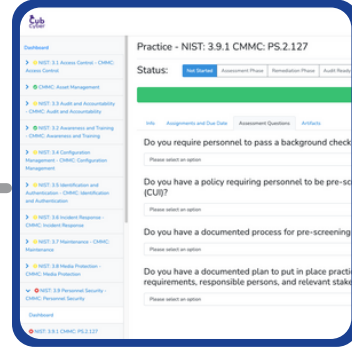 Cub
Cyber
Dashboard
NIST: 3.1 Access Control - CMMC:
Access Control
CMMC: Asset Management
NIST: 3.3 Audit and Accountability
- CMMC: Audit and Accountability
NIST: 3.2 Awareness and Training
- CMMC: Awareness and Training
NIST: 3.4 Configuration
Management - CMMC: Configuration
Management
NIST: 3.5 Identification and
Authentication - CMMC: Identification
and Authentication
NIST: 3.6 Incident Response -
CMMC: Incident Response
NIST: 3.7 Maintenance - CMMC:
Maintenance
NIST: 3.8 Media Protection -
CMMC: Media Protection
NIST: 3.9 Personnel Security -
CMMC: Personnel Security
Dashboard
NIST: 3.9.1 CMMC: PS.2.127
Practice - NIST: 3.9.1 CMMC: PS.2.127
Status: Not Started Assessment Phase Remediation Phase Audit Ready
Info Assignments and Due Date Assessment Questions Artifacts
Do you require personnel to pass a background check
Please select an option
Do you have a policy requiring personnel to be pre-sc
(CUI)?
Please select an option
Do you have a documented process for pre-screening
Please select an option
Do you have a documented plan to put in place practi
requirements, responsible persons, and relevant stake
Please select an option